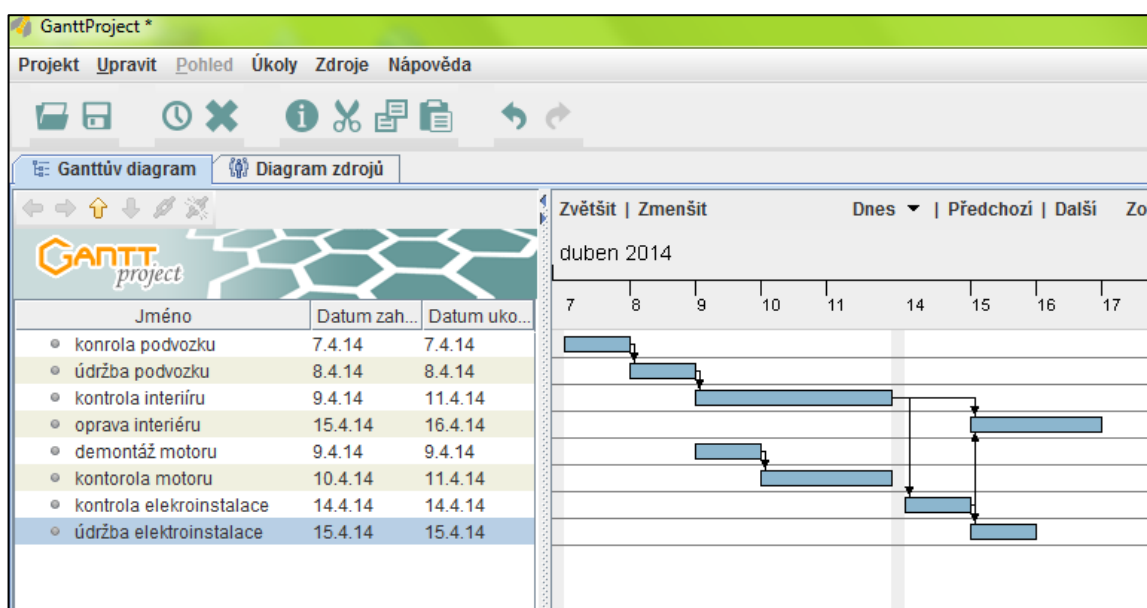 GanttProject *
Projekt Upravit Pohled Úkoly Zdroje Nápověda
Ganttův diagram Diagram zdrojů
Zvětšit | Zmenšit Dnes | Předchozí | Další
GANTT project
duben 2014
7 8 9 10 11 14 15 16 17
Jméno Datum zah... Datum uko...
konrola podvozku 7.4.14 7.4.14
údržba podvozku 8.4.14 8.4.14
kontrola interiíru 9.4.14 11.4.14
oprava interiéru 15.4.14 16.4.14
demontáž motoru 9.4.14 9.4.14
kontorola motoru 10.4.14 11.4.14
kontrola elekroinstalace 14.4.14 14.4.14
údržba elektroinstalace 15.4.14 15.4.14